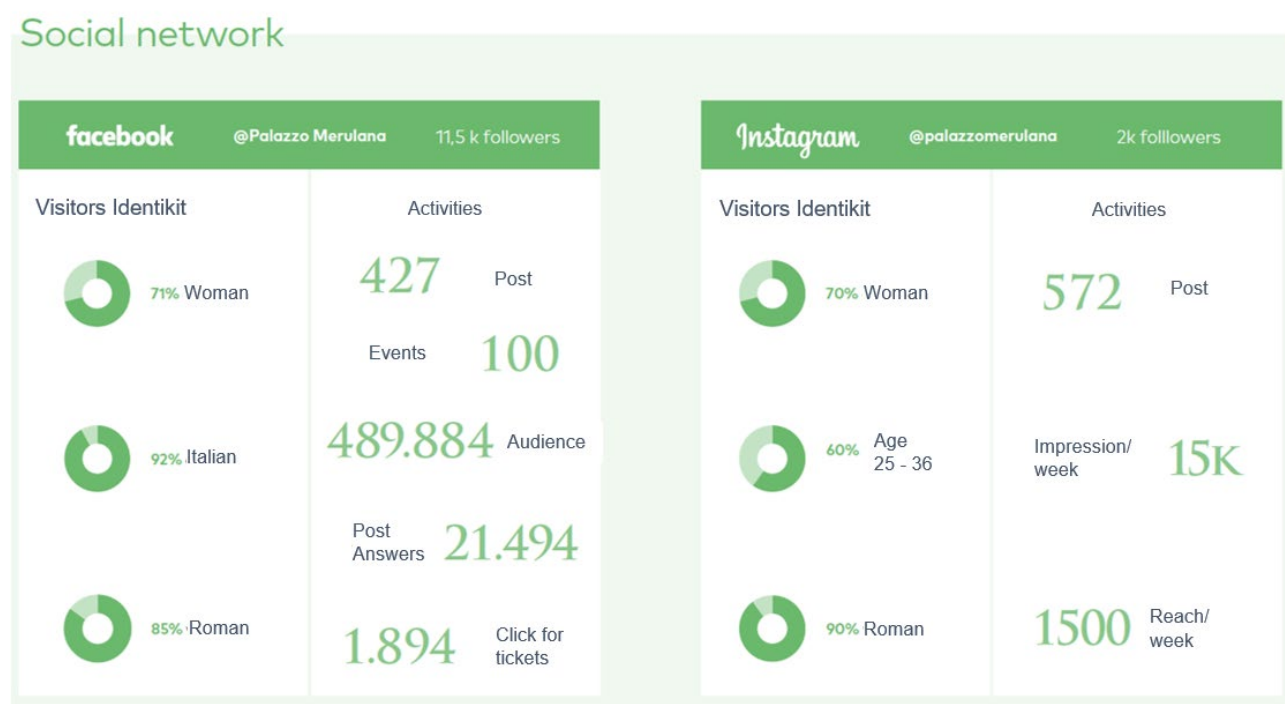 Social network
facebook @Palazzo Merulana 11,5 k followers
Visitors Identikit
Activities
71% Woman
427 Post
Events 100
92% Italian
489.884 Audience
Post
Answers 21.494
85% Roman
1.894 Click for
tickets
Instagram @palazzomerulana 2k folllowers
Visitors Identikit
Activities
70% Woman
572 Post
60% Age
25 - 36
Impression/
week 15K
90% Roman
1500 Reach/
week